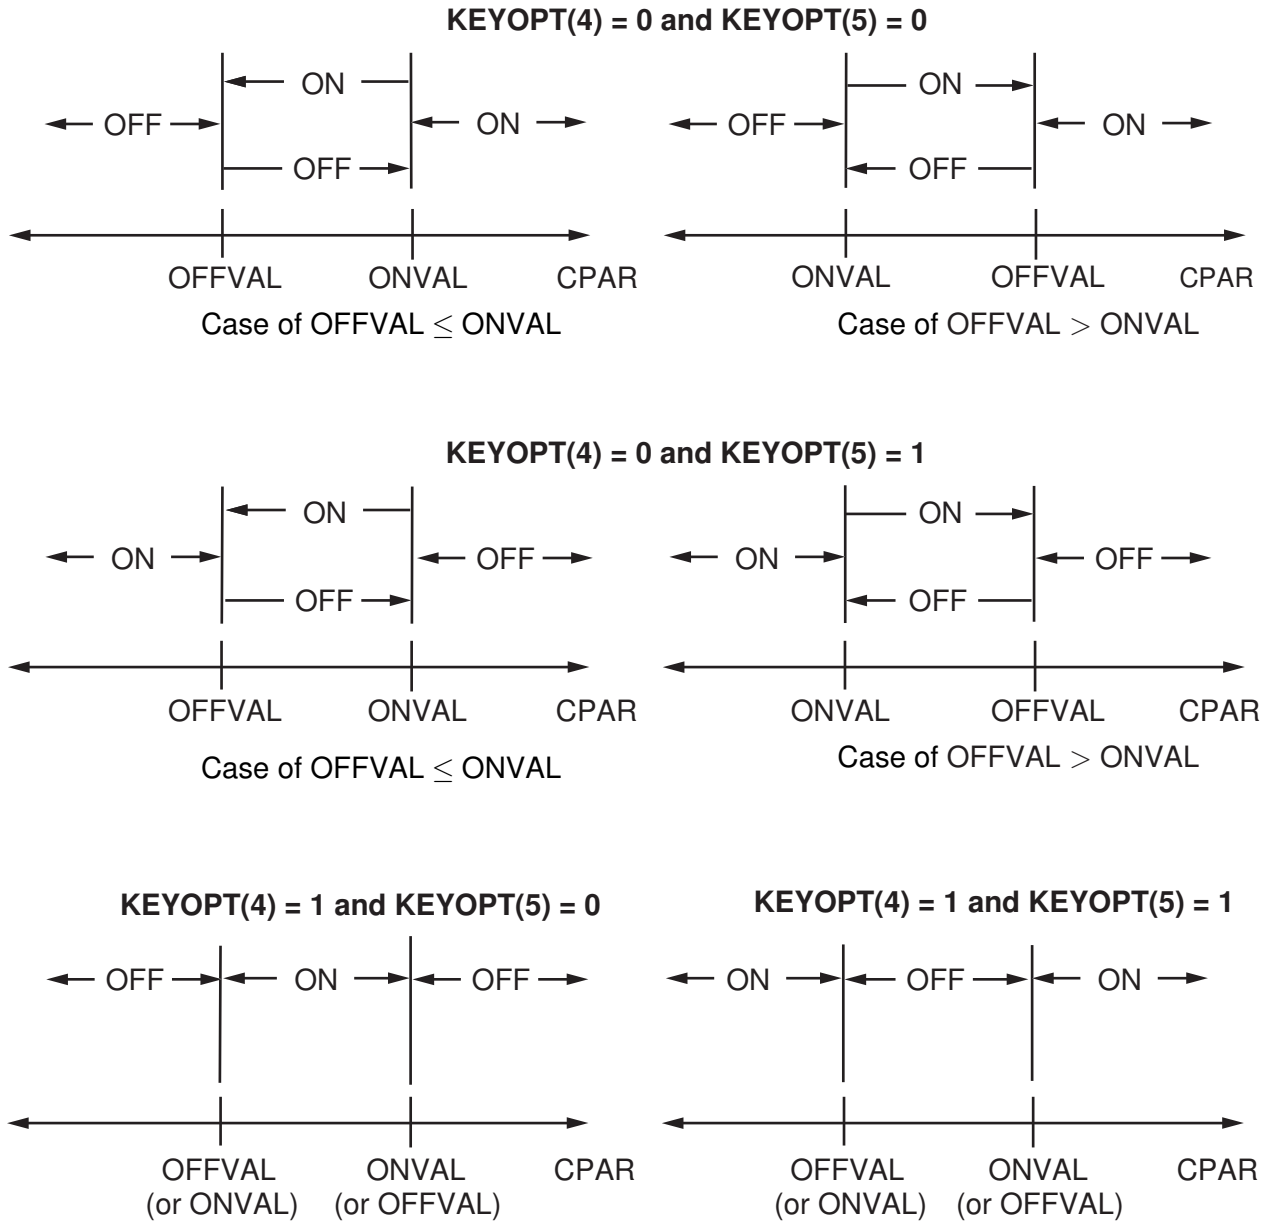 KEYOPT(4) = 0 and KEYOPT(5) = 0
ON
OFF
ON
OFF
OFFVAL ONVAL CPAR
Case of OFFVAL ≤ ONVAL
ON
OFF
ON
OFF
ONVAL OFFVAL CPAR
Case of OFFVAL > ONVAL
KEYOPT(4) = 0 and KEYOPT(5) = 1
ON
ON
OFF
OFF
OFFVAL ONVAL CPAR
Case of OFFVAL ≤ ONVAL
ON
ON
OFF
OFF
ONVAL OFFVAL CPAR
Case of OFFVAL > ONVAL
KEYOPT(4) = 1 and KEYOPT(5) = 0
OFF ON OFF
OFFVAL ONVAL CPAR
(or ONVAL) (or OFFVAL)
KEYOPT(4) = 1 and KEYOPT(5) = 1
ON OFF ON
OFFVAL ONVAL CPAR
(or ONVAL) (or OFFVAL)